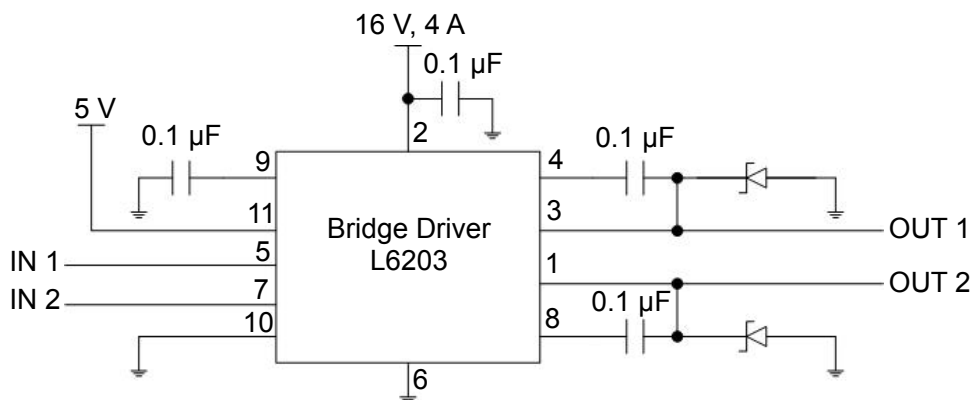 16 V, 4 A
0.1 µF
5 V
0.1 µF
2
0.1 µF
9
4
11
3
Bridge Driver
L6203
OUT 1
IN 1
5
1
OUT 2
IN 2
7
0.1 µF
10
8
6